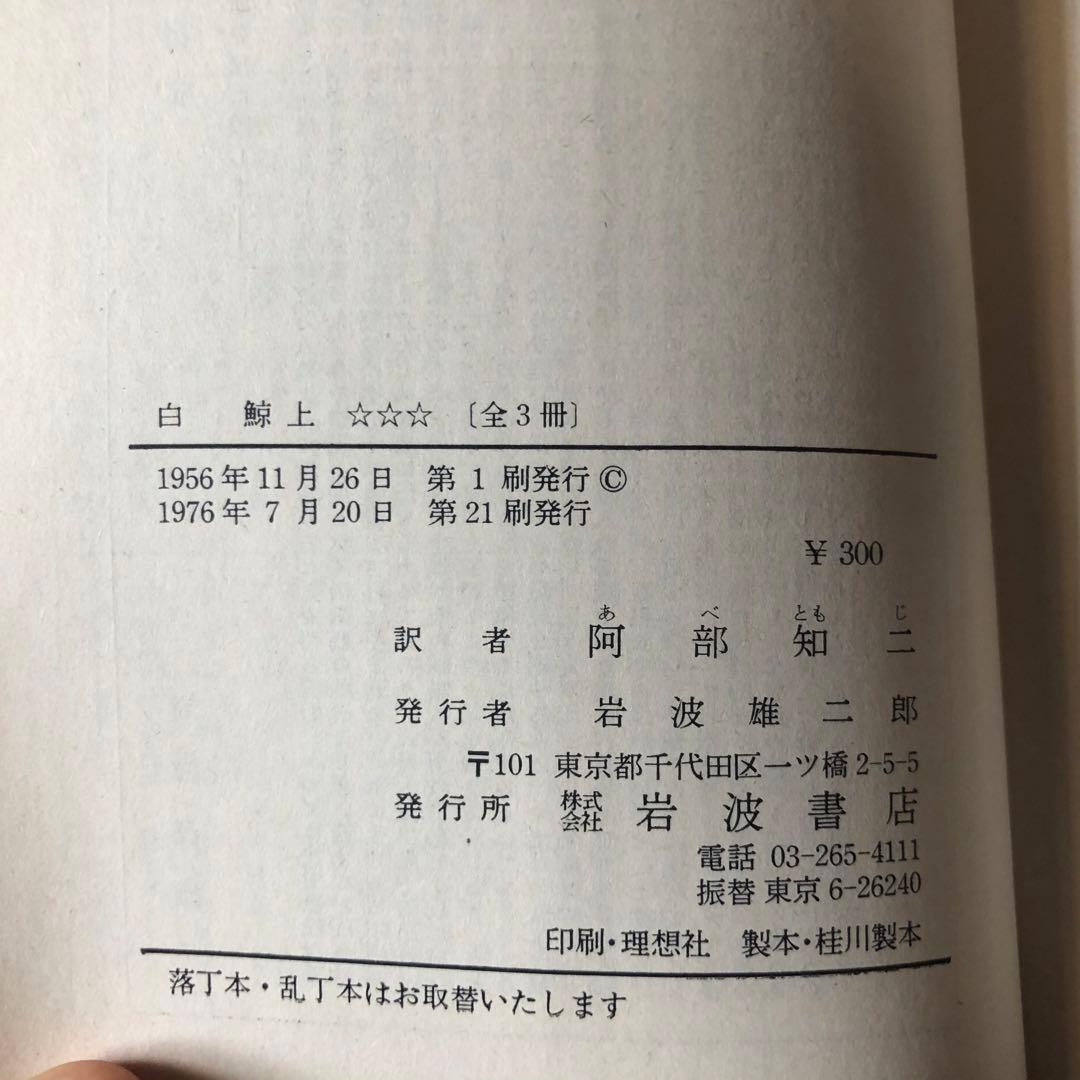 白　鯨 上 ☆☆☆ 〔全3冊〕
1956年11月26日　第 1 刷発行 ©
1976年 7 月20日　第21刷発行
¥ 300
あ べ とも じ
訳　者　阿 部 知 二
発行者　岩 波 雄 二 郎
〒101 東京都千代田区一ツ橋2-5-5
発行所　株式会社 岩 波 書 店
電話 03-265-4111
振替 東京 6-26240
印刷・理想社　製本・桂川製本
落丁本・乱丁本はお取替いたします